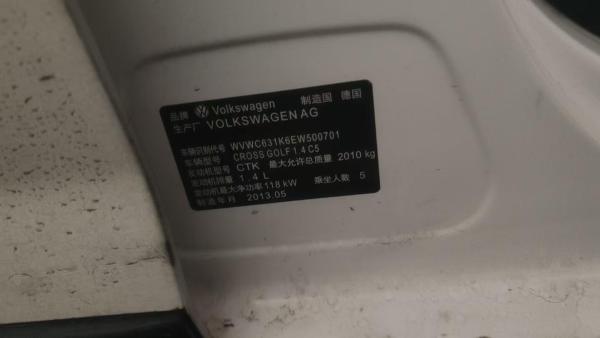 品牌 Volkswagen 制造国 德国
生产厂 VOLKSWAGEN AG
车辆识别代号 WVWC631K6EW500701
车辆型号 CROSS GOLF 1.4 C5
发动机型号 CTK 最大允许总质量 2010 kg
发动机排量 1.4 L
发动机最大净功率 118 kW 乘坐人数 5
制造年月 2013.05